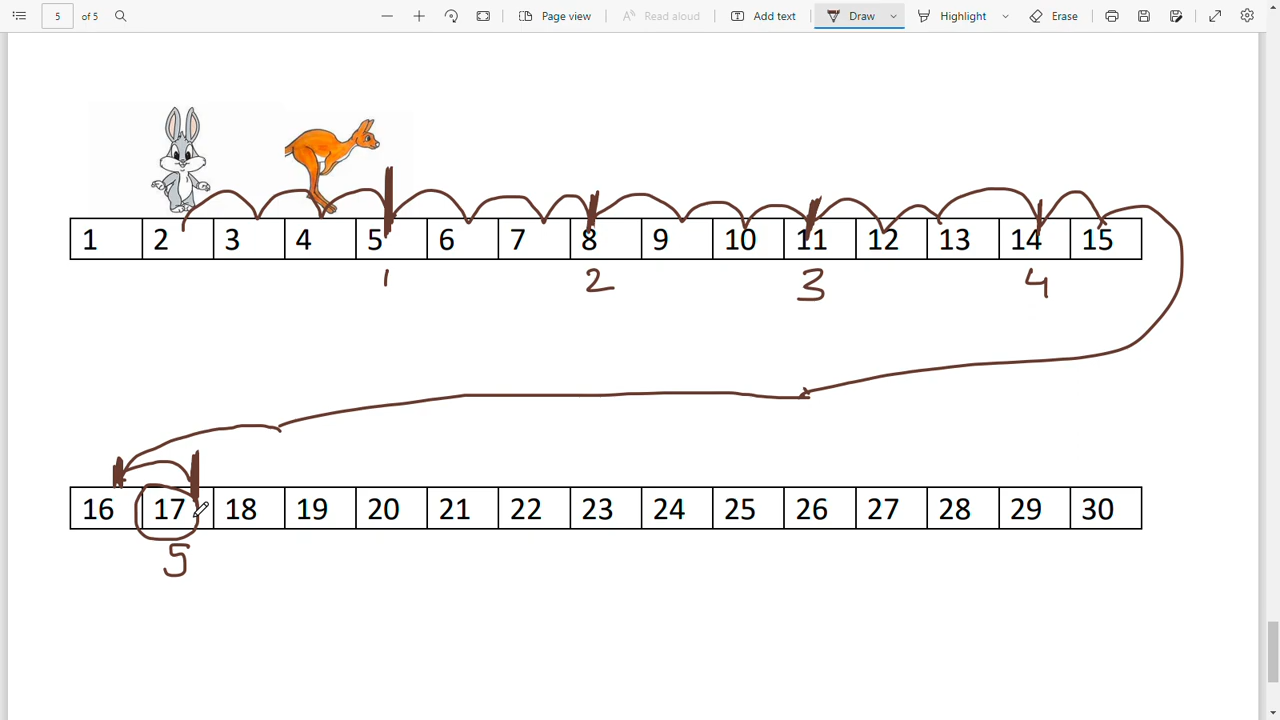 5 of 5 Page view Read aloud Add text Draw Highlight Erase
1 2 3 4 5 6 7 8 9 10 11 12 13 14 15
1 2 3 4
16 17 18 19 20 21 22 23 24 25 26 27 28 29 30
5